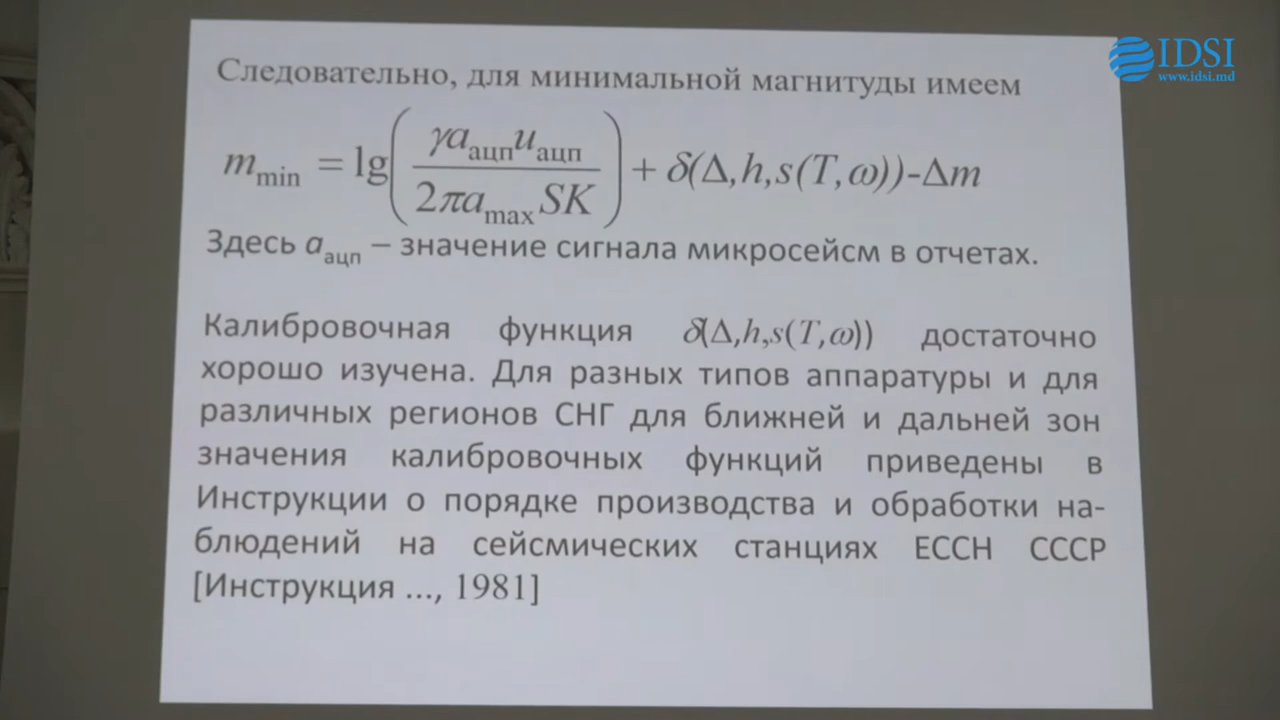 IDSI
www.idsi.md
Следовательно, для минимальной магнитуды имеем
m_min = lg(γa_ацп u_ацп / 2πa_max SK) + δ(Δ,h,s(T,ω))-Δm
Здесь a_ацп – значение сигнала микросейсм в отчетах.
Калибровочная функция δ(Δ,h,s(T,ω)) достаточно
хорошо изучена. Для разных типов аппаратуры и для
различных регионов СНГ для ближней и дальней зон
значения калибровочных функций приведены в
Инструкции о порядке производства и обработки на-
блюдений на сейсмических станциях ЕССН СССР
[Инструкция ..., 1981]